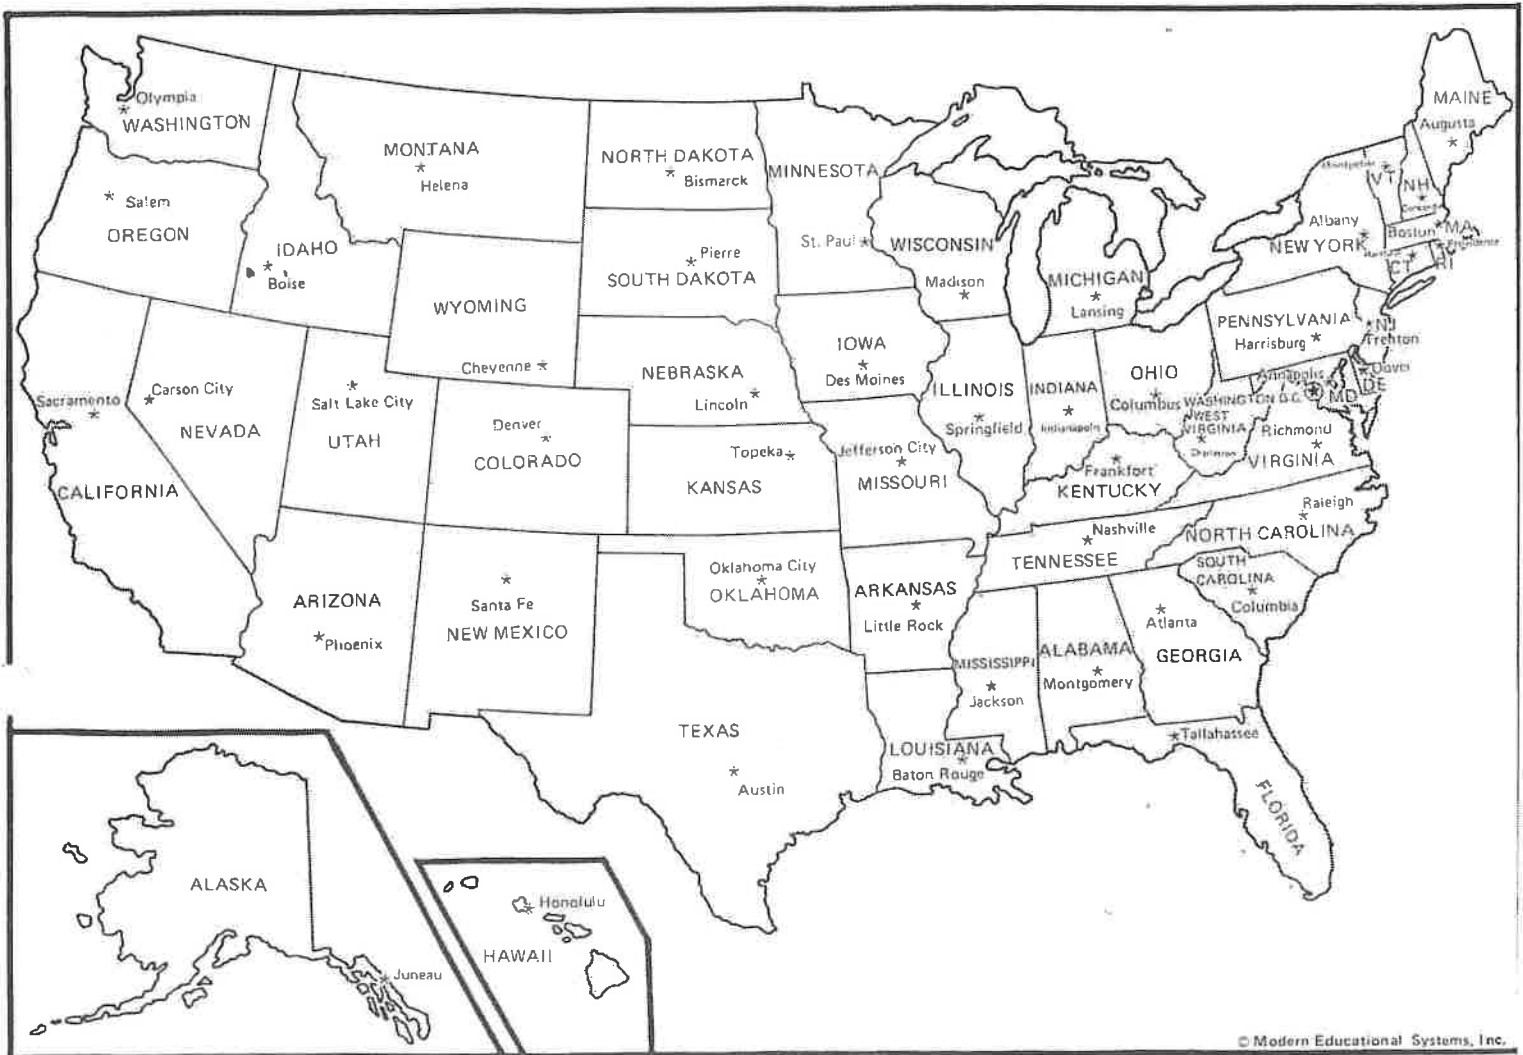 Olympia
WASHINGTON
Salem
OREGON
IDAHO
Boise
MONTANA
Helena
WYOMING
Cheyenne
NORTH DAKOTA
Bismarck
Pierre
SOUTH DAKOTA
NEBRASKA
Lincoln
MINNESOTA
St. Paul
WISCONSIN
Madison
MICHIGAN
Lansing
IOWA
Des Moines
ILLINOIS
Springfield
INDIANA
Indianapolis
OHIO
Columbus
PENNSYLVANIA
Harrisburg
NEW YORK
Albany
MAINE
Augusta
Montpelier
VT
NH
Concord
Boston
MA
Providence
RI
CT
NJ
Trenton
Dover
DE
Annapolis
MD
WASHINGTON D.C.
WEST
VIRGINIA
Charleston
Richmond
VIRGINIA
Frankfort
KENTUCKY
Nashville
TENNESSEE
Raleigh
NORTH CAROLINA
SOUTH
CAROLINA
Columbia
Atlanta
GEORGIA
ALABAMA
Montgomery
MISSISSIPPI
Jackson
Tallahassee
FLORIDA
LOUISIANA
Baton Rouge
ARKANSAS
Little Rock
Jefferson City
MISSOURI
Topeka
KANSAS
Oklahoma City
OKLAHOMA
TEXAS
Austin
Denver
COLORADO
Santa Fe
NEW MEXICO
ARIZONA
Phoenix
Salt Lake City
UTAH
Carson City
NEVADA
Sacramento
CALIFORNIA
ALASKA
Juneau
Honolulu
HAWAII
© Modern Educational Systems, Inc.